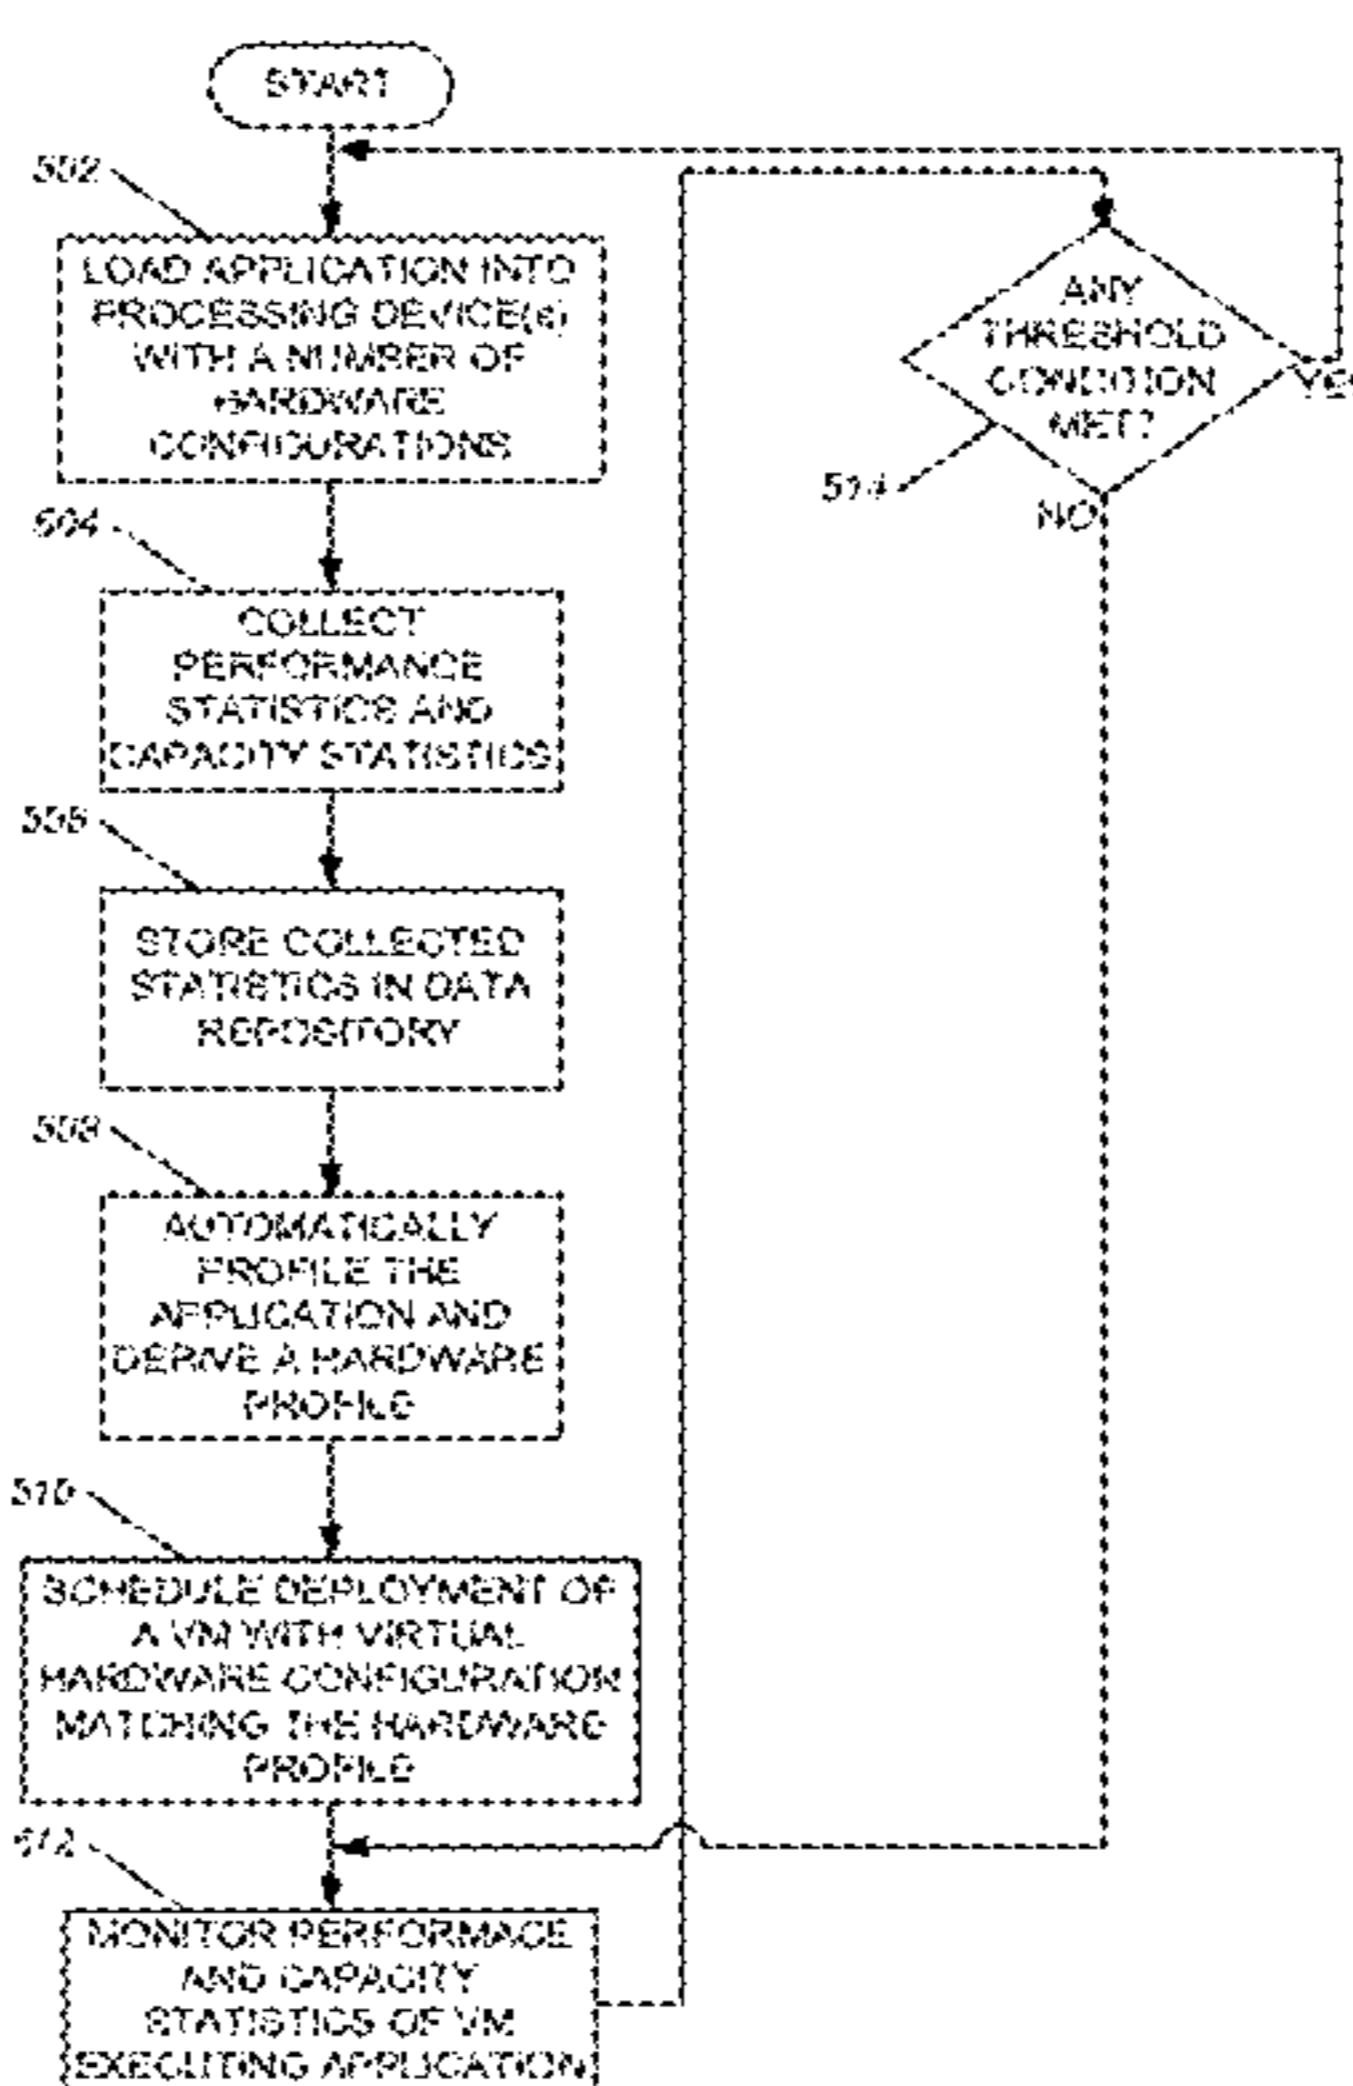 START
502
LOAD APPLICATION INTO
PROCESSING DEVICE(s)
WITH A NUMBER OF
HARDWARE
CONFIGURATIONS
504
COLLECT
PERFORMANCE
STATISTICS AND
CAPACITY STATISTICS
506
STORE COLLECTED
STATISTICS IN DATA
REPOSITORY
508
AUTOMATICALLY
PROFILE THE
APPLICATION AND
DERIVE A HARDWARE
PROFILE
510
SCHEDULE DEPLOYMENT OF
A VM WITH VIRTUAL
HARDWARE CONFIGURATION
MATCHING THE HARDWARE
PROFILE
512
MONITOR PERFORMACE
AND CAPACITY
STATISTICS OF VM
EXECUTING APPLICATION
ANY
THRESHOLD
CONDITION
MET?
YES
514
NO